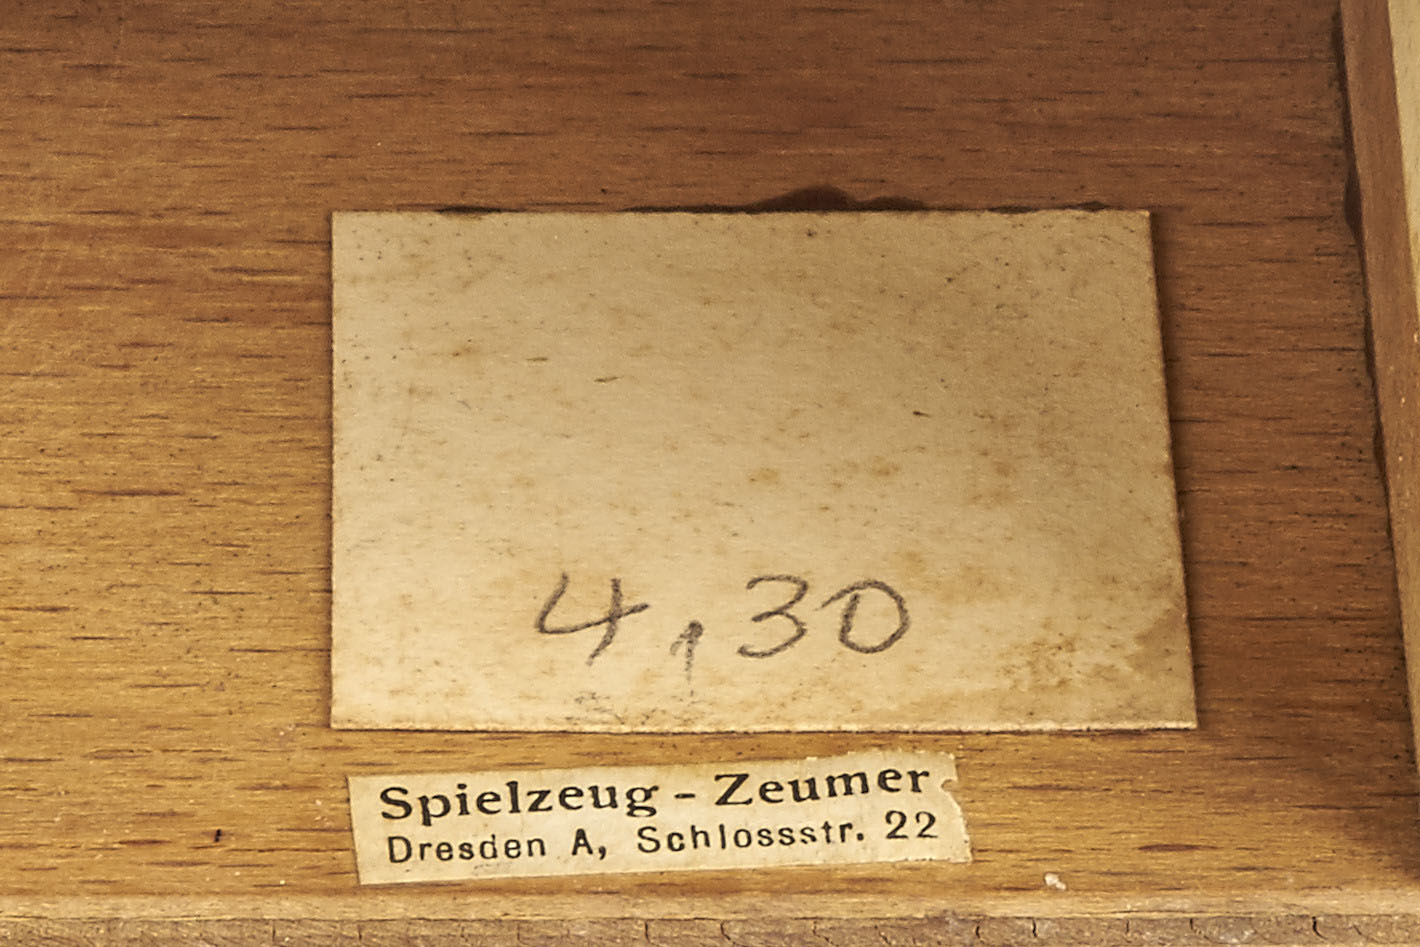 4,30
Spielzeug - Zeumer
Dresden A, Schlossstr. 22